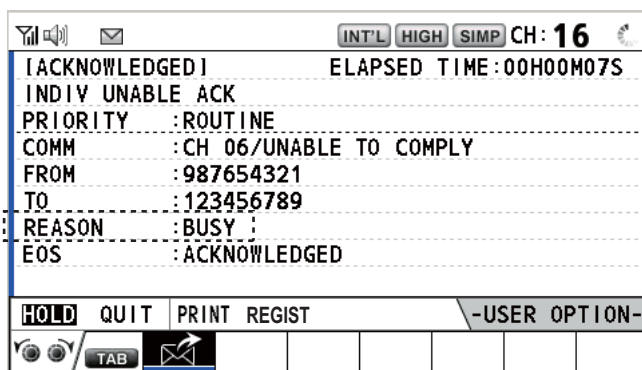 INT'L HIGH SIMP CH: 16
[ACKNOWLEDGED] ELAPSED TIME:00H00M07S
INDIV UNABLE ACK
PRIORITY :ROUTINE
COMM :CH 06/UNABLE TO COMPLY
FROM :987654321
TO :123456789
REASON :BUSY
EOS :ACKNOWLEDGED
HOLD QUIT PRINT REGIST -USER OPTION-
TAB